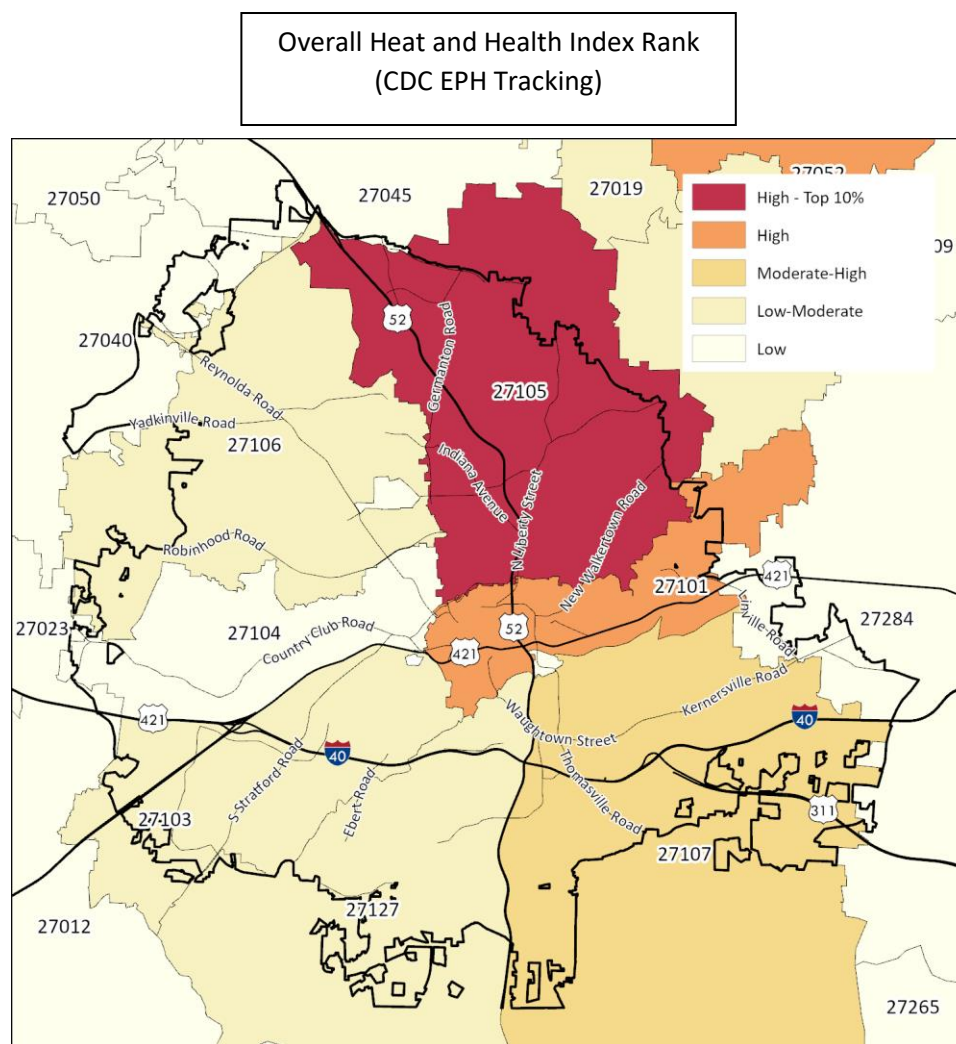 Overall Heat and Health Index Rank
(CDC EPH Tracking)
27050
27045
27019
27052
High - Top 10%
High
Moderate-High
Low-Moderate
Low
09
52
27040
Reynolda Road
Germanton Road
27105
Yadkinville Road
27106
Indiana Avenue
N Liberty Street
New Walkertown Road
Robinhood Road
27101
421
Linville Road
27023
27104
Country Club Road
52
421
27284
Kernersville Road
421
Waughtown Street
40
40
S Stratford Road
Ebert Road
Thomasville Road
311
27103
27107
27127
27012
27265